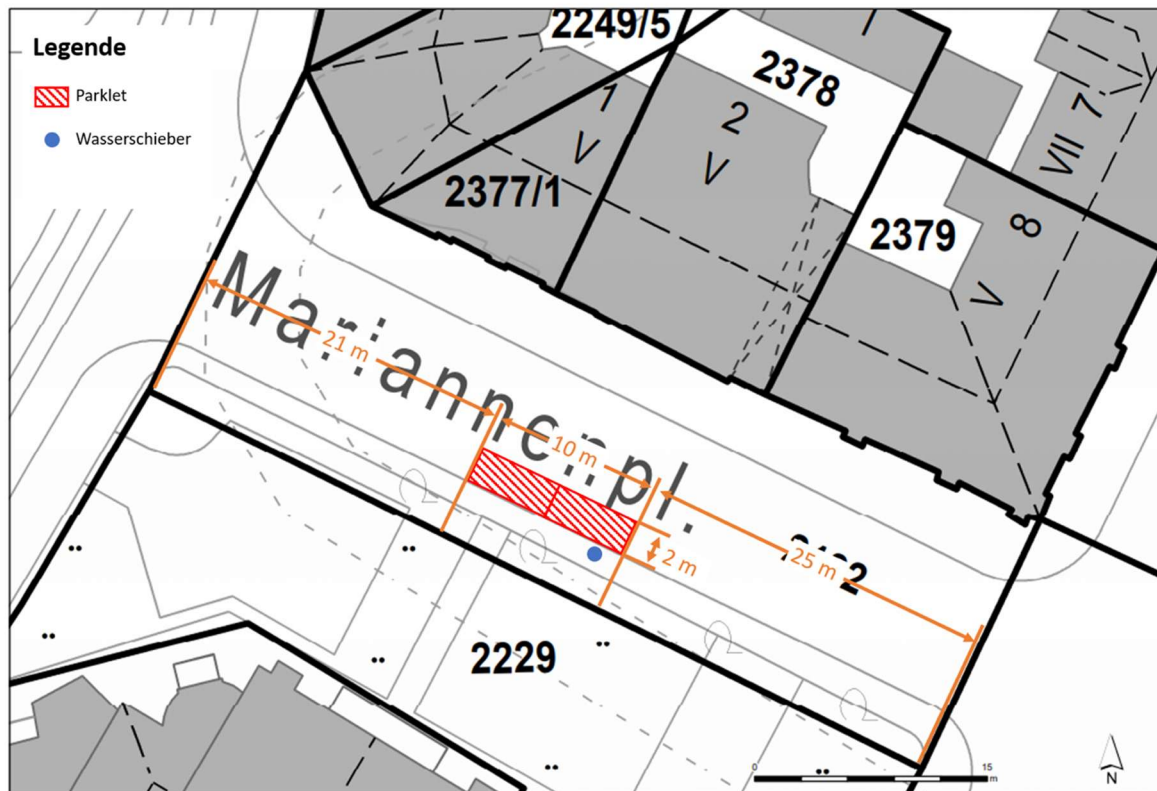 Legende
Parklet
Wasserschieber
2249/5
2378
1
V
2
V
I
VII 7
2377/1
2379
8
V
Mariannenpl.
21 m
10 m
25 m
2 m
2229
0
15
m
N